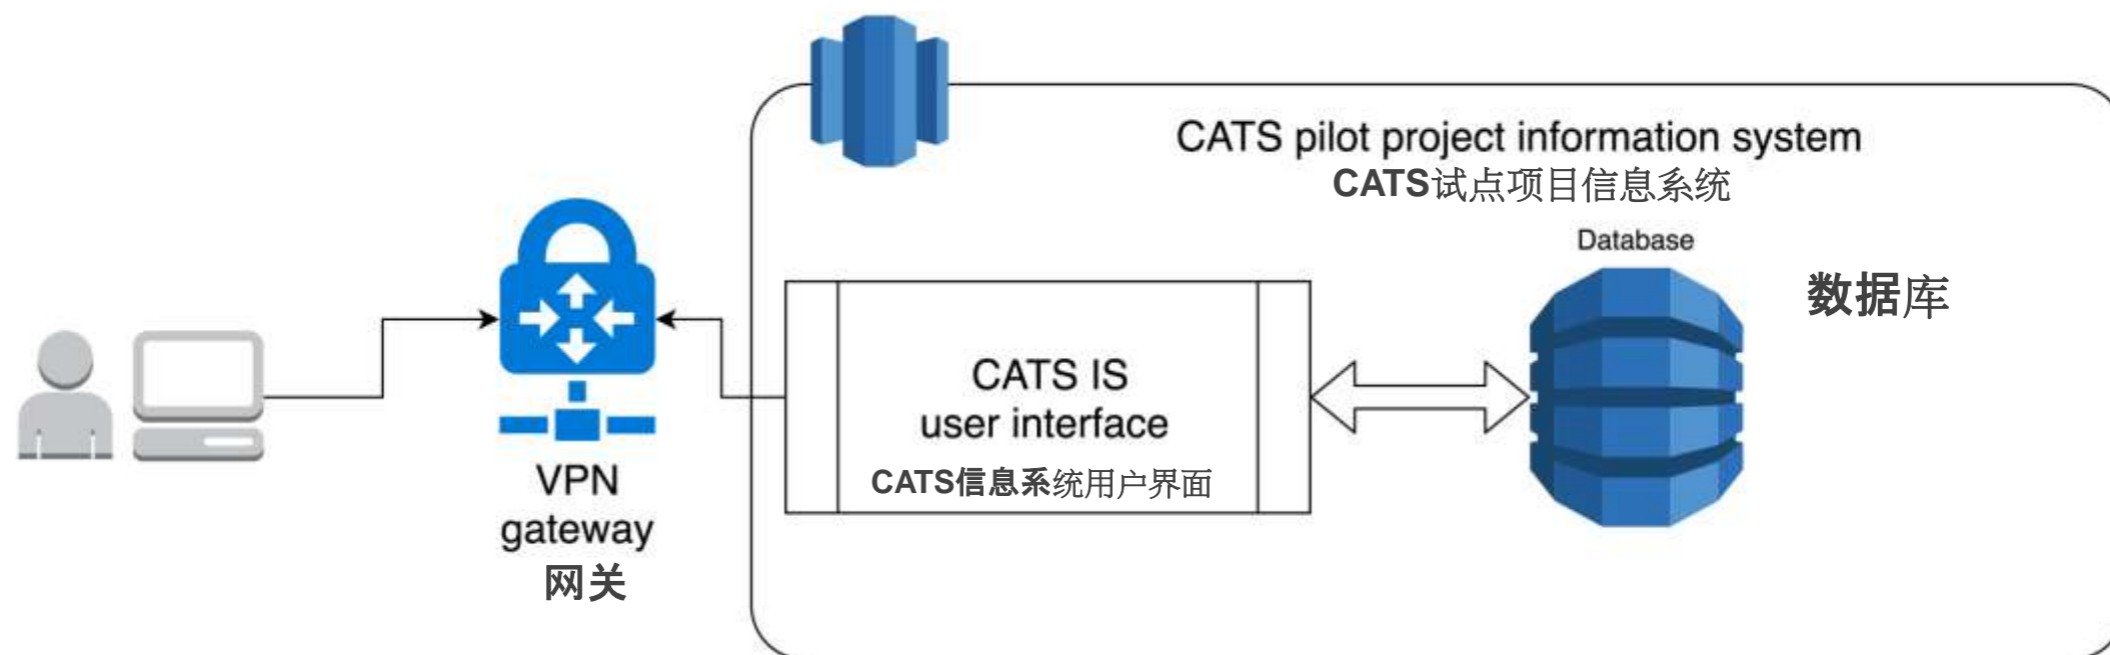 CATS pilot project information system
CATS试点项目信息系统
Database
数据库
CATS IS
user interface
CATS信息系统用户界面
VPN
gateway
网关